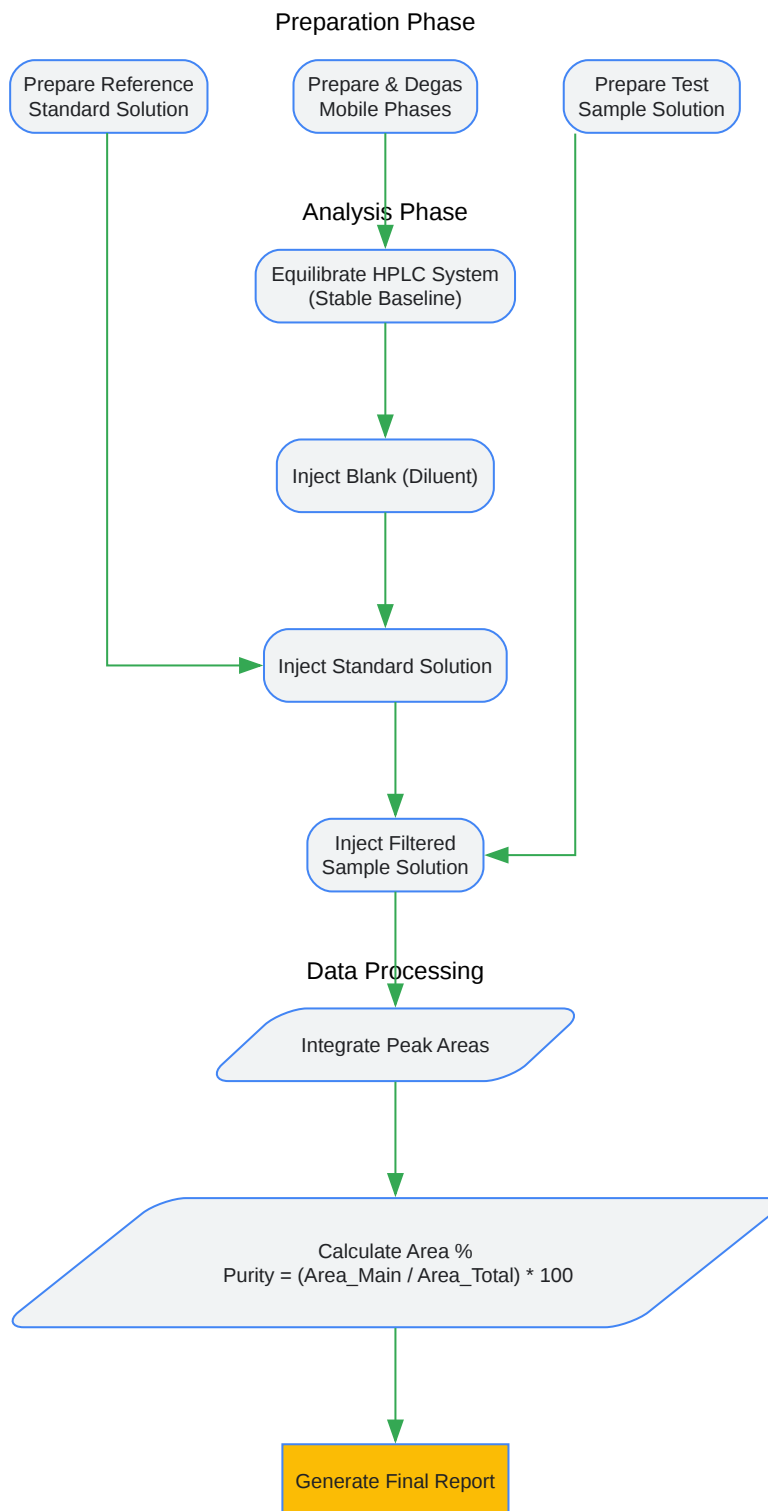 Preparation Phase
Prepare Reference
Standard Solution
Prepare & Degas
Mobile Phases
Prepare Test
Sample Solution
Analysis Phase
Equilibrate HPLC System
(Stable Baseline)
Inject Blank (Diluent)
Inject Standard Solution
Inject Filtered
Sample Solution
Data Processing
Integrate Peak Areas
Calculate Area %
Purity = (Area_Main / Area_Total) * 100
Generate Final Report